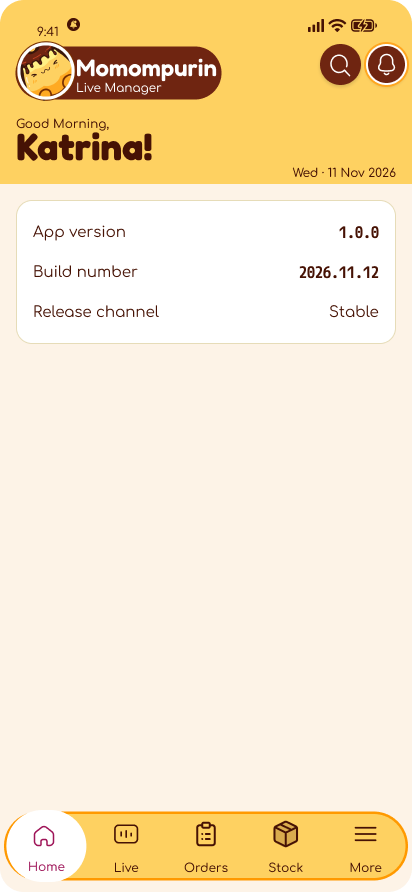 9:41
Momompurin
Live Manager
Good Morning,
Katrina!
Wed · 11 Nov 2026
App version 1.0.0
Build number 2026.11.12
Release channel Stable
Home Live Orders Stock More